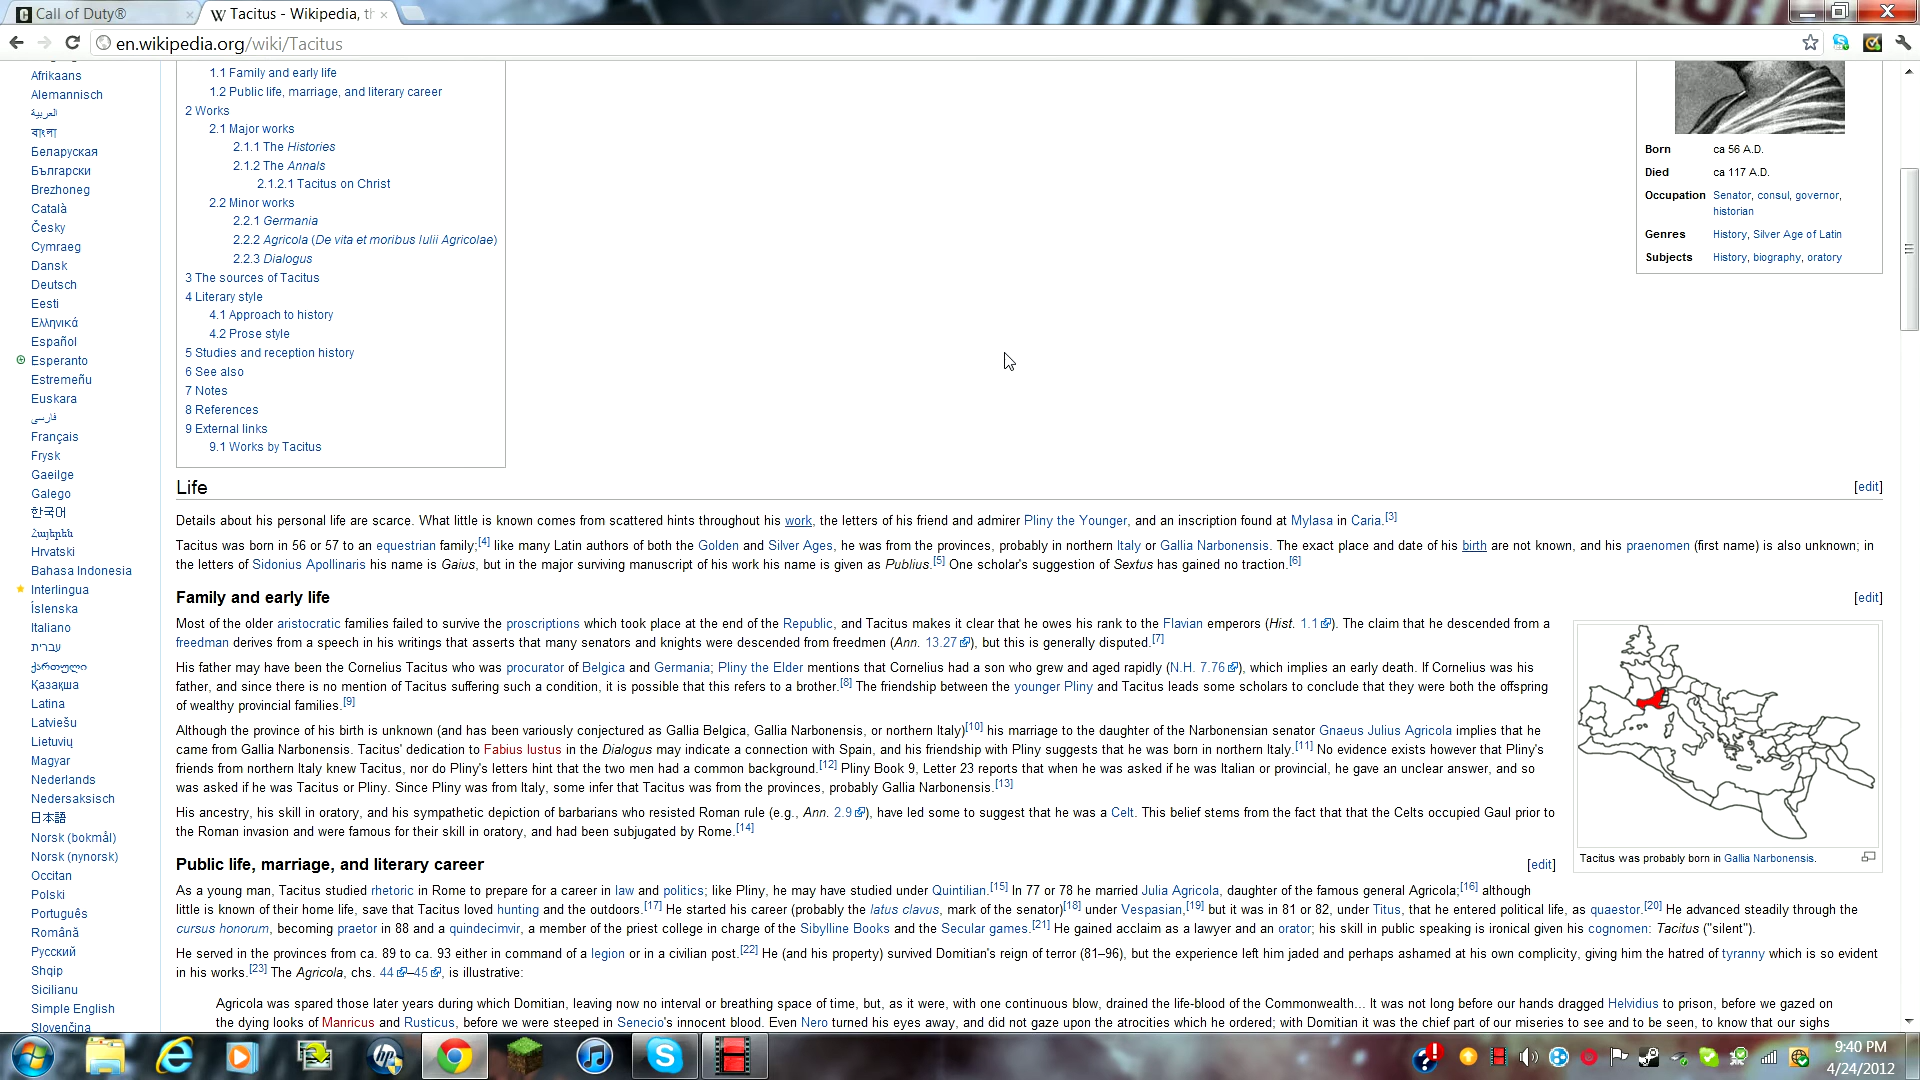 Call of Duty®
Tacitus - Wikipedia, th
en.wikipedia.org/wiki/Tacitus
Afrikaans
Alemannisch
العربية
বাংলা
Беларуская
Български
Brezhoneg
Català
Česky
Cymraeg
Dansk
Deutsch
Eesti
Ελληνικά
Español
Esperanto
Estremeñu
Euskara
فارسی
Français
Frysk
Gaeilge
Galego
한국어
Հայերեն
Hrvatski
Bahasa Indonesia
Interlingua
Íslenska
Italiano
עברית
ქართული
Қазақша
Latina
Latviešu
Lietuvių
Magyar
Nederlands
Nedersaksisch
日本語
Norsk (bokmål)
Norsk (nynorsk)
Occitan
Polski
Português
Română
Русский
Shqip
Sicilianu
Simple English
Slovenčina
1.1 Family and early life
1.2 Public life, marriage, and literary career
2 Works
2.1 Major works
2.1.1 The Histories
2.1.2 The Annals
2.1.2.1 Tacitus on Christ
2.2 Minor works
2.2.1 Germania
2.2.2 Agricola (De vita et moribus Iulii Agricolae)
2.2.3 Dialogus
3 The sources of Tacitus
4 Literary style
4.1 Approach to history
4.2 Prose style
5 Studies and reception history
6 See also
7 Notes
8 References
9 External links
9.1 Works by Tacitus
Born ca 56 A.D.
Died ca 117 A.D.
Occupation Senator, consul, governor,
historian
Genres History, Silver Age of Latin
Subjects History, biography, oratory
Life [edit]
Details about his personal life are scarce. What little is known comes from scattered hints throughout his work, the letters of his friend and admirer Pliny the Younger, and an inscription found at Mylasa in Caria.[3]
Tacitus was born in 56 or 57 to an equestrian family;[4] like many Latin authors of both the Golden and Silver Ages, he was from the provinces, probably in northern Italy or Gallia Narbonensis. The exact place and date of his birth are not known, and his praenomen (first name) is also unknown; in
the letters of Sidonius Apollinaris his name is Gaius, but in the major surviving manuscript of his work his name is given as Publius.[5] One scholar's suggestion of Sextus has gained no traction.[6]
Family and early life [edit]
Most of the older aristocratic families failed to survive the proscriptions which took place at the end of the Republic, and Tacitus makes it clear that he owes his rank to the Flavian emperors (Hist. 1.1). The claim that he descended from a
freedman derives from a speech in his writings that asserts that many senators and knights were descended from freedmen (Ann. 13.27), but this is generally disputed.[7]
His father may have been the Cornelius Tacitus who was procurator of Belgica and Germania; Pliny the Elder mentions that Cornelius had a son who grew and aged rapidly (N.H. 7.76), which implies an early death. If Cornelius was his
father, and since there is no mention of Tacitus suffering such a condition, it is possible that this refers to a brother.[8] The friendship between the younger Pliny and Tacitus leads some scholars to conclude that they were both the offspring
of wealthy provincial families.[9]
Although the province of his birth is unknown (and has been variously conjectured as Gallia Belgica, Gallia Narbonensis, or northern Italy)[10] his marriage to the daughter of the Narbonensian senator Gnaeus Julius Agricola implies that he
came from Gallia Narbonensis. Tacitus' dedication to Fabius Iustus in the Dialogus may indicate a connection with Spain, and his friendship with Pliny suggests that he was born in northern Italy.[11] No evidence exists however that Pliny's
friends from northern Italy knew Tacitus, nor do Pliny's letters hint that the two men had a common background.[12] Pliny Book 9, Letter 23 reports that when he was asked if he was Italian or provincial, he gave an unclear answer, and so
was asked if he was Tacitus or Pliny. Since Pliny was from Italy, some infer that Tacitus was from the provinces, probably Gallia Narbonensis.[13]
His ancestry, his skill in oratory, and his sympathetic depiction of barbarians who resisted Roman rule (e.g., Ann. 2.9), have led some to suggest that he was a Celt. This belief stems from the fact that that the Celts occupied Gaul prior to
the Roman invasion and were famous for their skill in oratory, and had been subjugated by Rome.[14]
Tacitus was probably born in Gallia Narbonensis.
Public life, marriage, and literary career [edit]
As a young man, Tacitus studied rhetoric in Rome to prepare for a career in law and politics; like Pliny, he may have studied under Quintilian.[15] In 77 or 78 he married Julia Agricola, daughter of the famous general Agricola;[16] although
little is known of their home life, save that Tacitus loved hunting and the outdoors.[17] He started his career (probably the latus clavus, mark of the senator)[18] under Vespasian,[19] but it was in 81 or 82, under Titus, that he entered political life, as quaestor.[20] He advanced steadily through the
cursus honorum, becoming praetor in 88 and a quindecimvir, a member of the priest college in charge of the Sibylline Books and the Secular games.[21] He gained acclaim as a lawyer and an orator; his skill in public speaking is ironical given his cognomen: Tacitus ("silent").
He served in the provinces from ca. 89 to ca. 93 either in command of a legion or in a civilian post.[22] He (and his property) survived Domitian's reign of terror (81–96), but the experience left him jaded and perhaps ashamed at his own complicity, giving him the hatred of tyranny which is so evident
in his works.[23] The Agricola, chs. 44–45, is illustrative:
Agricola was spared those later years during which Domitian, leaving now no interval or breathing space of time, but, as it were, with one continuous blow, drained the life-blood of the Commonwealth... It was not long before our hands dragged Helvidius to prison, before we gazed on
the dying looks of Manricus and Rusticus, before we were steeped in Senecio's innocent blood. Even Nero turned his eyes away, and did not gaze upon the atrocities which he ordered; with Domitian it was the chief part of our miseries to see and to be seen, to know that our sighs
9:40 PM
4/24/2012